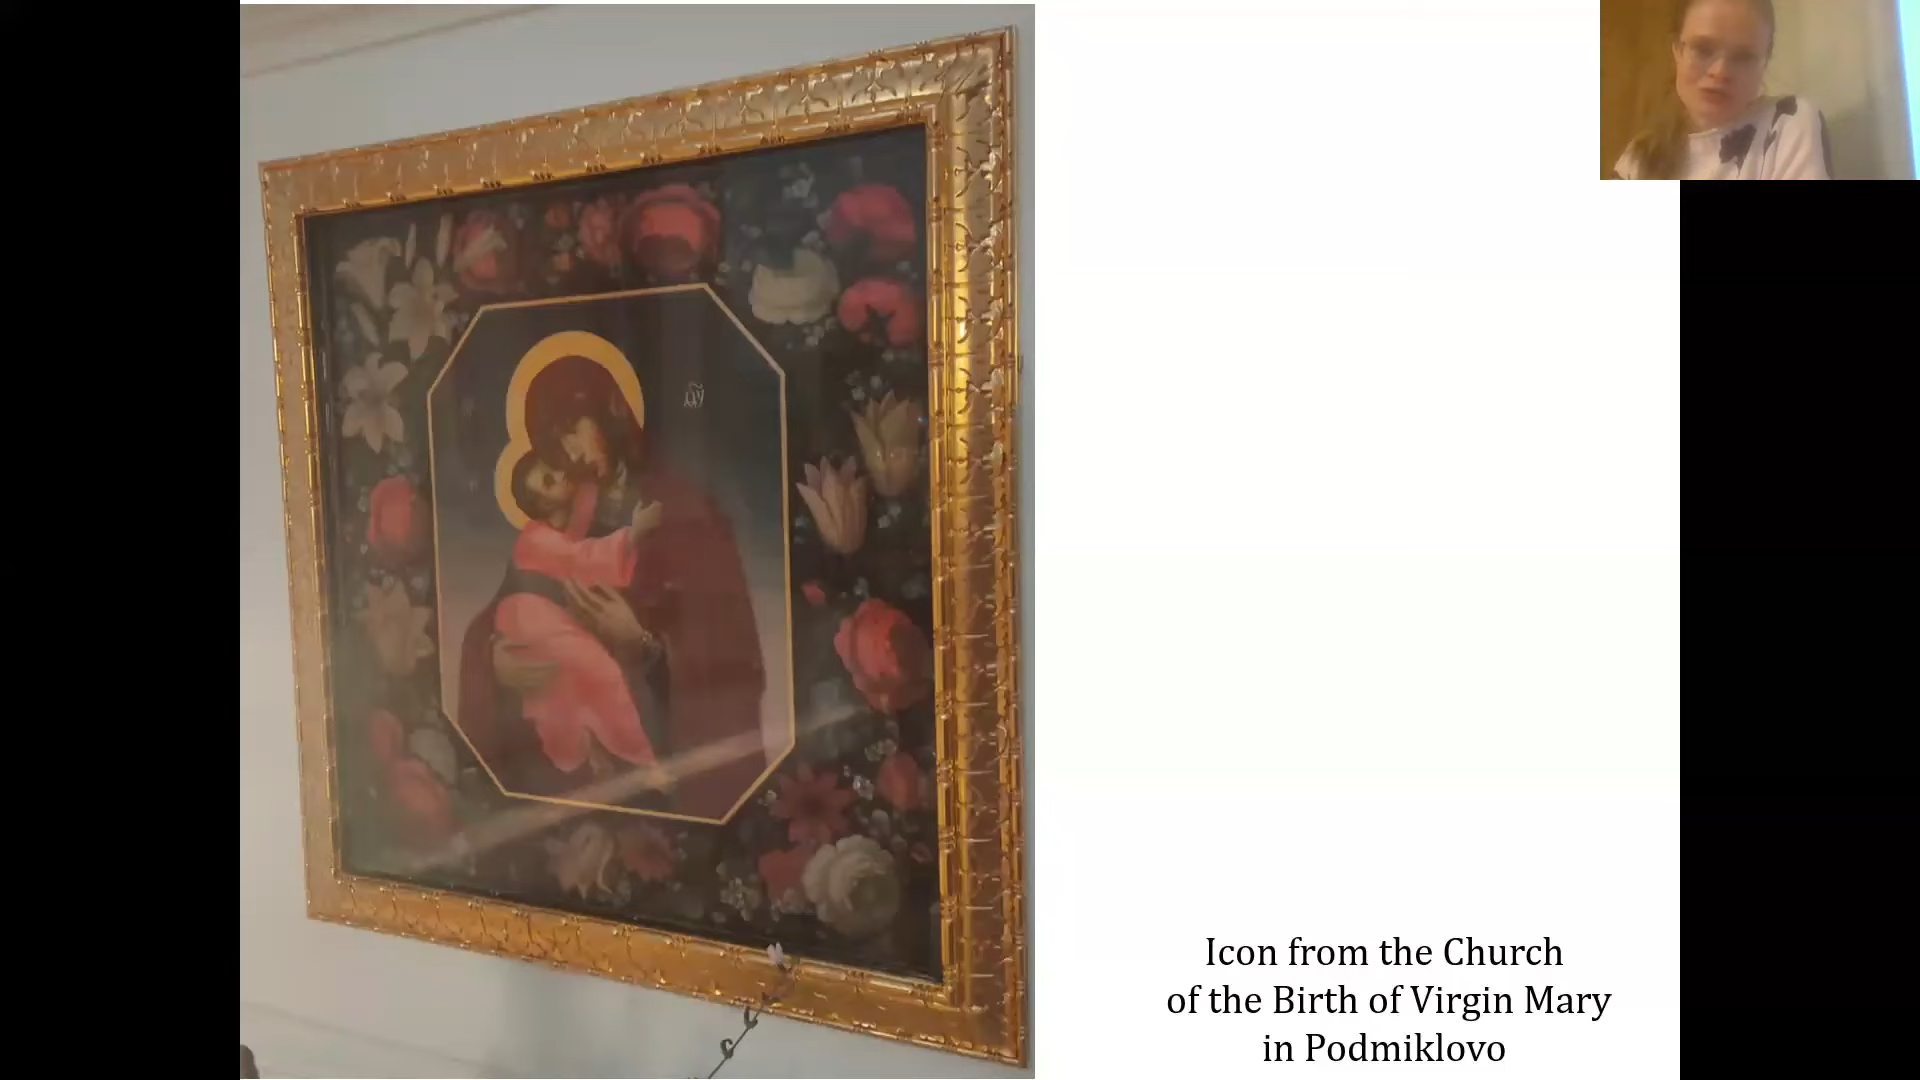 Icon from the Church
of the Birth of Virgin Mary
in Podmiklovo